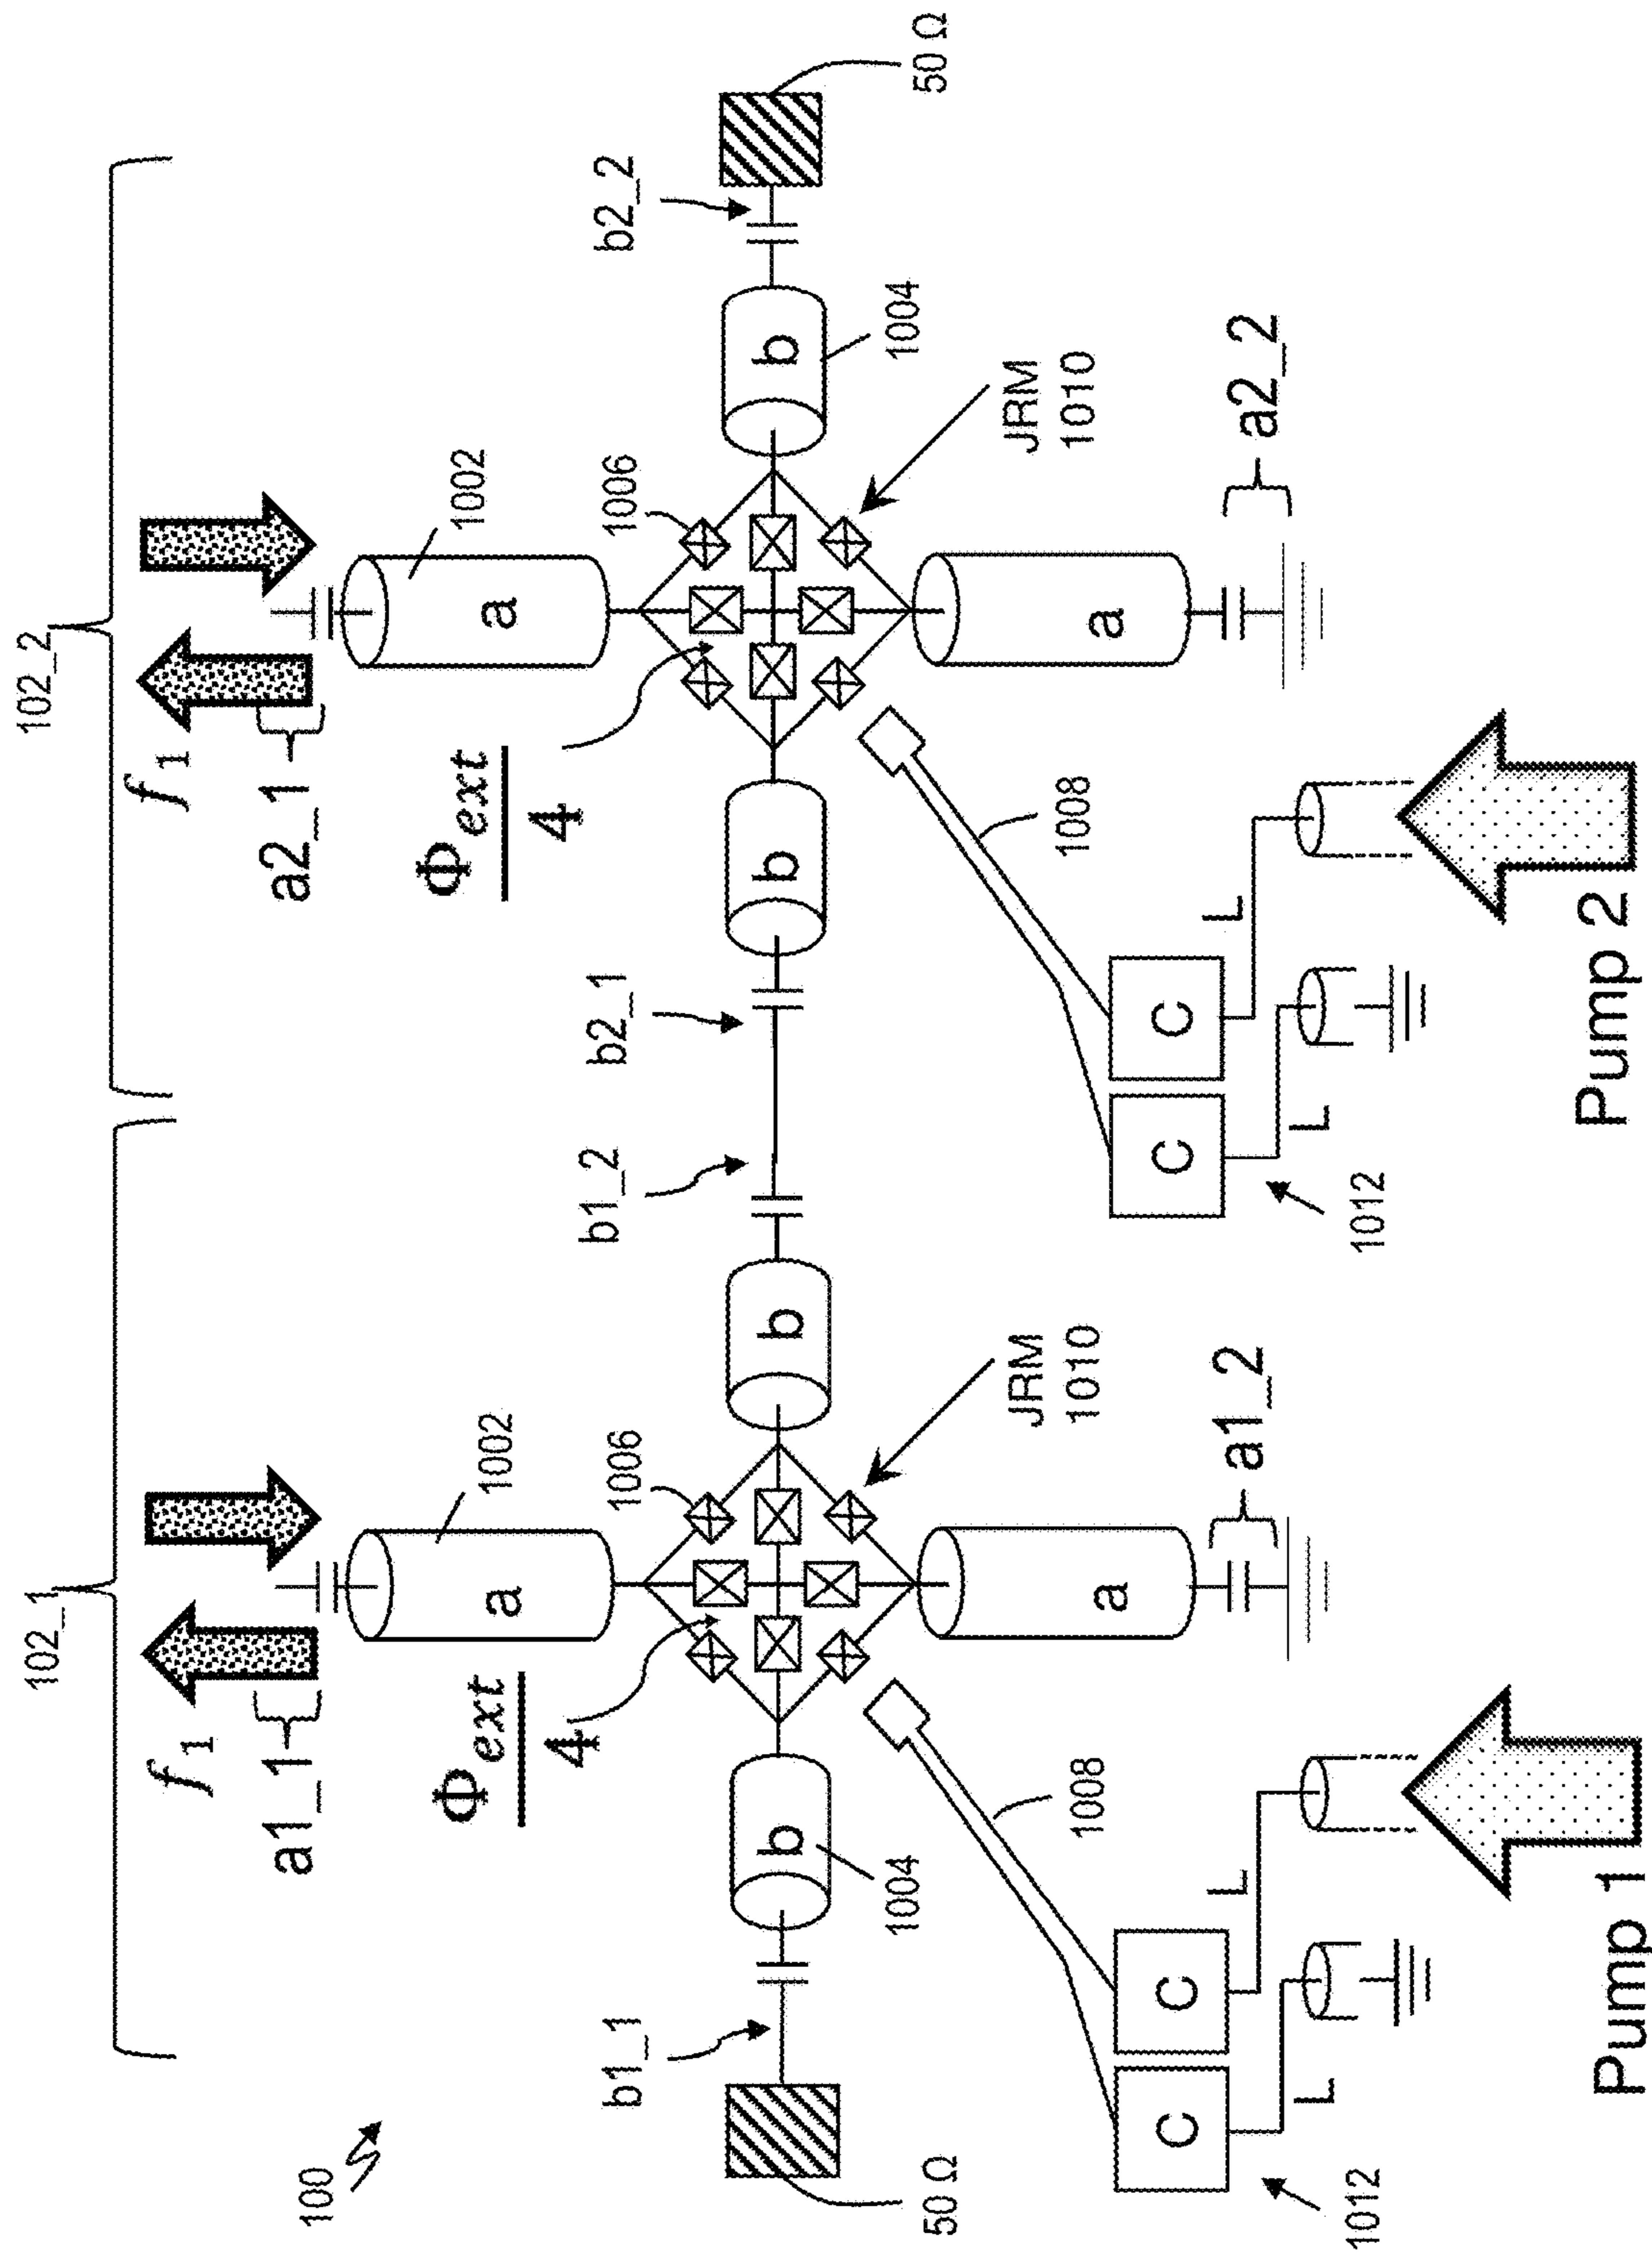 100
102_1
102_2
f1
a1_1
f1
a2_1
1002
1002
a
a
Φext
4
Φext
4
1006
1006
50 Ω
b1_1
b
1004
b
b1_2
b2_1
b
b
1004
b2_2
50 Ω
JRM
1010
JRM
1010
a
a
a1_2
a2_2
1008
1008
C
C
C
C
L
L
L
L
1012
1012
Pump 1
Pump 2